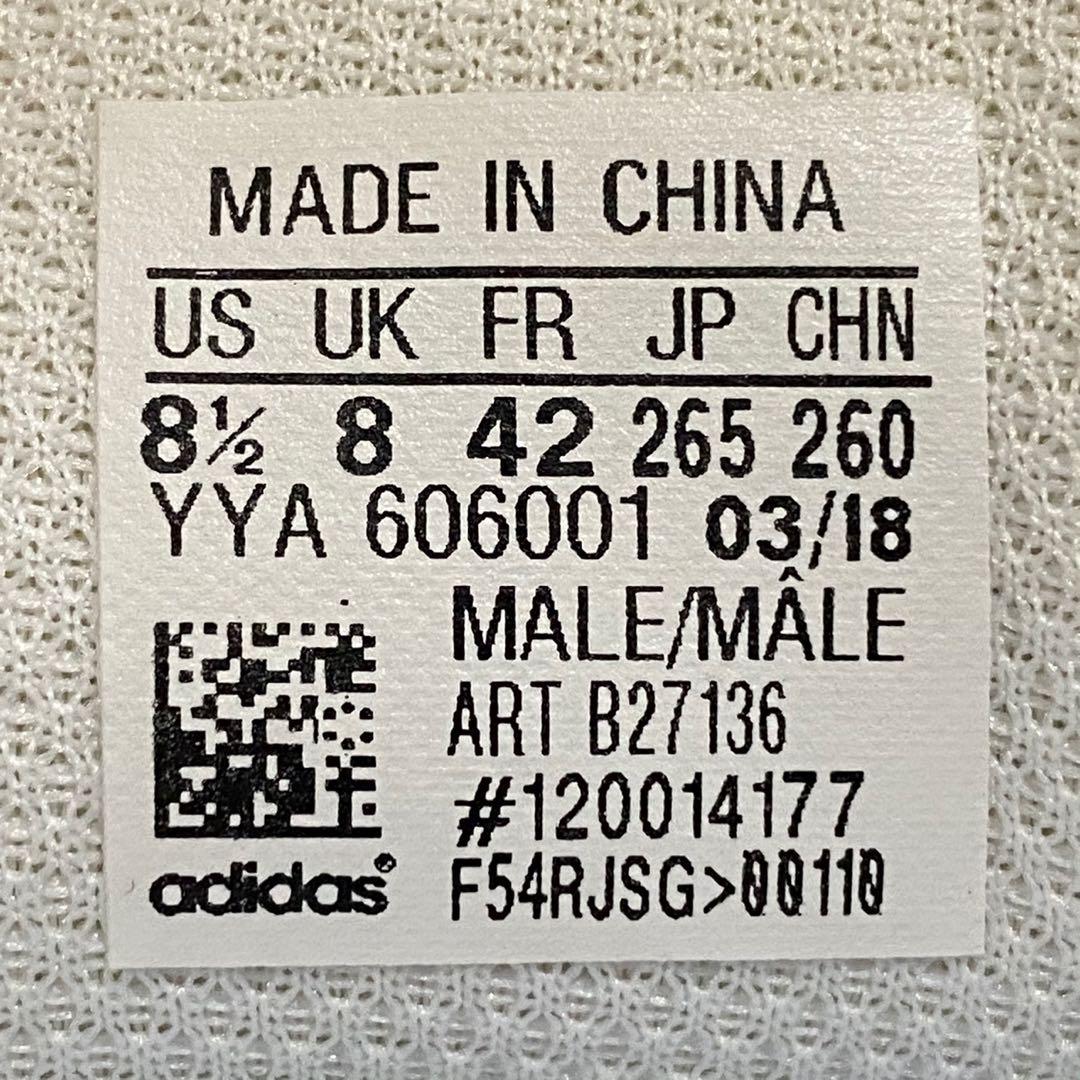 MADE IN CHINA
US UK FR JP CHN
8½ 8 42 265 260
YYA 606001 03/18
MALE/MÂLE
ART B27136
#120014177
adidas® F54RJSG>00110